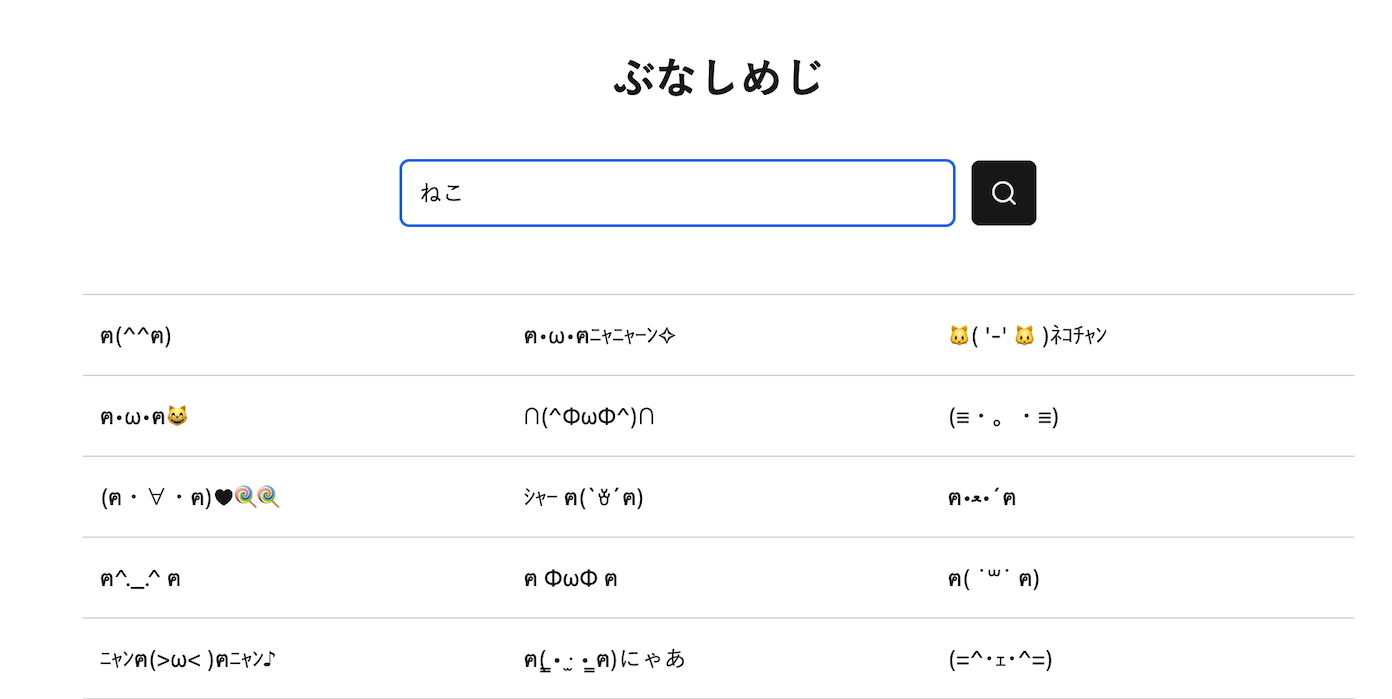 ぶなしめじ
ねこ
ฅ(^^ฅ)
ฅ•ω•ฅﾆｬﾆｬｰﾝ✧
🐱( '-' 🐱 )ﾈｺﾁｬﾝ
ฅ•ω•ฅ😸
∩(^ΦωΦ^)∩
(≡・。・≡)
(ฅ・∀・ฅ)♥🍭🍭
ｼｬｰ ฅ(`ꈊ´ฅ)
ฅ•ﻌ•´ฅ
ฅ^._.^ ฅ
ฅ ΦωΦ ฅ
ฅ( ˙꒳​˙ ฅ)
ﾆｬﾝฅ(>ω< )ฅﾆｬﾝ♪
ฅ(̳•·̫•̳ฅ)にゃあ
(=^･ｪ･^=)